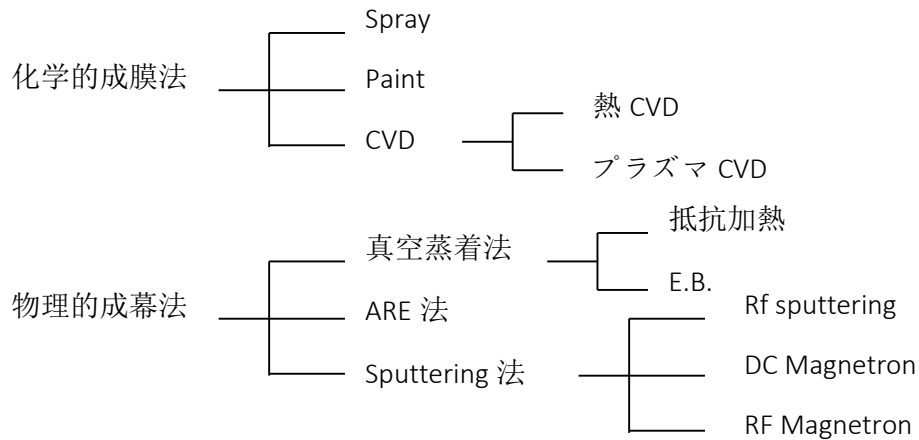 化学的成膜法
Spray
Paint
CVD
熱 CVD
プラズマ CVD
物理的成幕法
真空蒸着法
抵抗加熱
E.B.
ARE 法
Sputtering 法
Rf sputtering
DC Magnetron
RF Magnetron